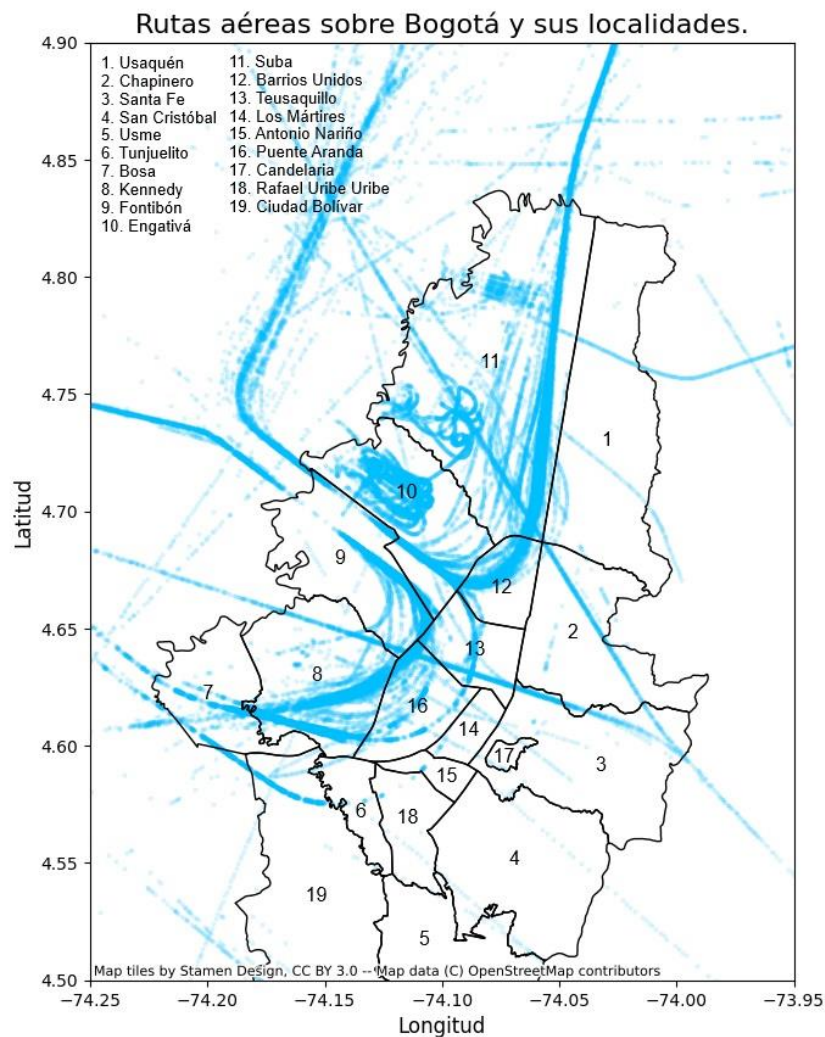 Rutas aéreas sobre Bogotá y sus localidades.
4.90
4.85
4.80
4.75
4.70
4.65
4.60
4.55
4.50
Latitud
1. Usaquén
2. Chapinero
3. Santa Fe
4. San Cristóbal
5. Usme
6. Tunjuelito
7. Bosa
8. Kennedy
9. Fontibón
10. Engativá
11. Suba
12. Barrios Unidos
13. Teusaquillo
14. Los Mártires
15. Antonio Nariño
16. Puente Aranda
17. Candelaria
18. Rafael Uribe Uribe
19. Ciudad Bolívar
11
1
10
9
12
2
13
8
7
16
14
17
3
15
6
18
4
19
5
Map tiles by Stamen Design, CC BY 3.0 -- Map data (C) OpenStreetMap contributors
−74.25
−74.20
−74.15
−74.10
−74.05
−74.00
−73.95
Longitud